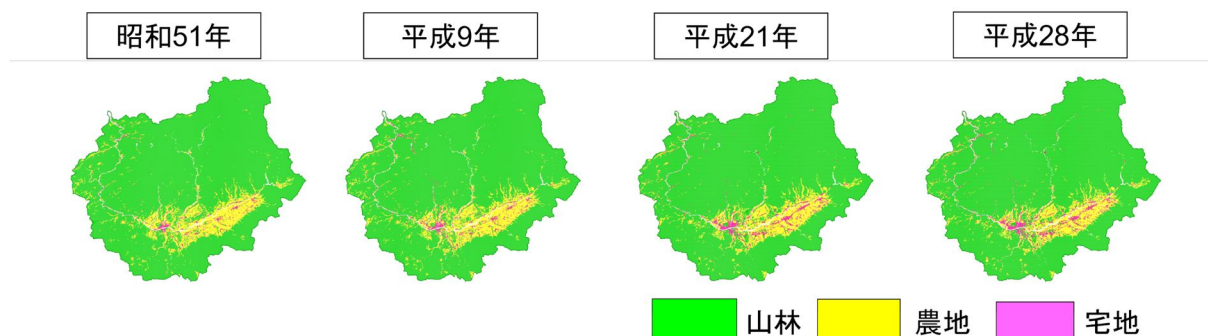 昭和51年
平成9年
平成21年
平成28年
山林
農地
宅地